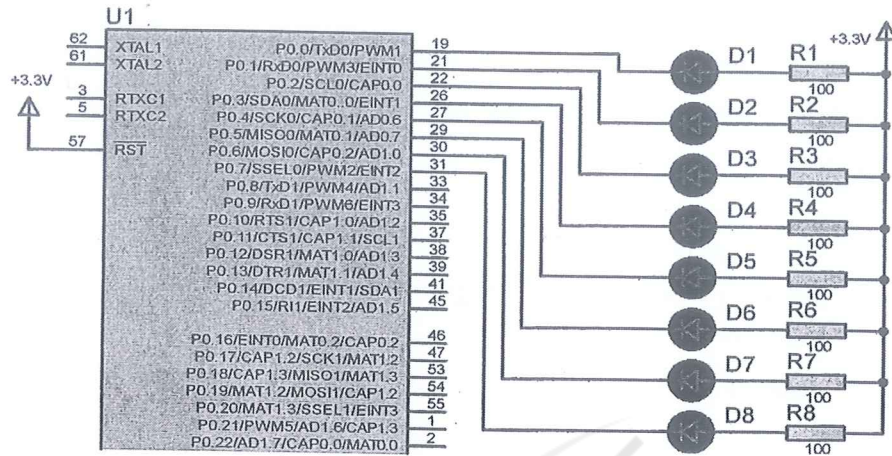 U1
62 XTAL1
61 XTAL2
+3.3V
3 RTXC1
5 RTXC2
57 RST
P0.0/TxD0/PWM1 19
P0.1/RxD0/PWM3/EINT0 21
P0.2/SCL0/CAP0.0 22
P0.3/SDA0/MAT0..0/EINT1 26
P0.4/SCK0/CAP0.1/AD0.6 27
P0.5/MISO0/MAT0.1/AD0.7 29
P0.6/MOSI0/CAP0.2/AD1.0 30
P0.7/SSEL0/PWM2/EINT2 31
P0.8/TxD1/PWM4/AD1.1 33
P0.9/RxD1/PWM6/EINT3 34
P0.10/RTS1/CAP1.0/AD1.2 35
P0.11/CTS1/CAP1.1/SCL1 37
P0.12/DSR1/MAT1.0/AD1.3 38
P0.13/DTR1/MAT1.1/AD1.4 39
P0.14/DCD1/EINT1/SDA1 41
P0.15/RI1/EINT2/AD1.5 45
P0.16/EINT0/MAT0.2/CAP0.2 46
P0.17/CAP1.2/SCK1/MAT1.2 47
P0.18/CAP1.3/MISO1/MAT1.3 53
P0.19/MAT1.2/MOSI1/CAP1.2 54
P0.20/MAT1.3/SSEL1/EINT3 55
P0.21/PWM5/AD1.6/CAP1.3 1
P0.22/AD1.7/CAP0.0/MAT0.0 2
+3.3V
D1 R1
100
D2 R2
100
D3 R3
100
D4 R4
100
D5 R5
100
D6 R6
100
D7 R7
100
D8 R8
100